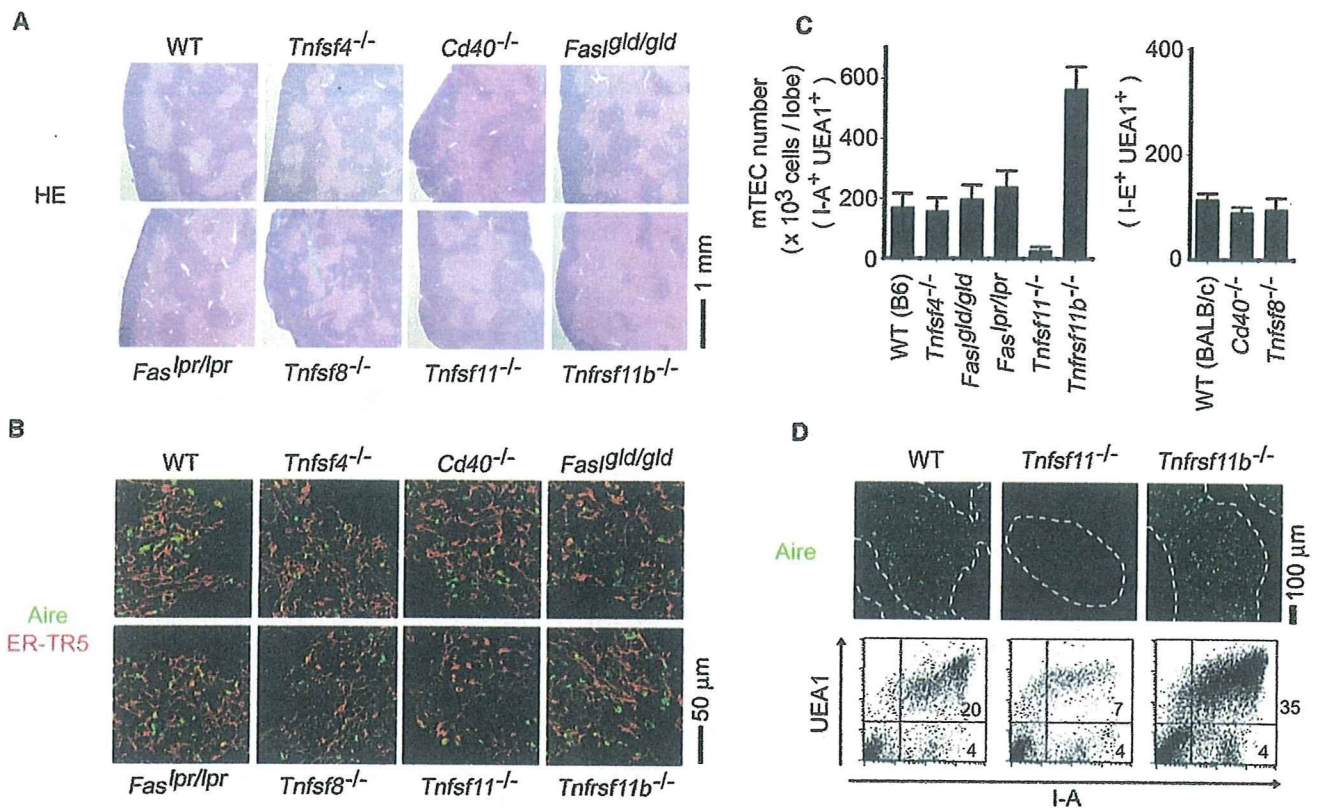 A
WT
Tnfsf4-/-
Cd40-/-
Faslgld/gld
HE
1 mm
Faslpr/lpr
Tnfsf8-/-
Tnfsf11-/-
Tnfrsf11b-/-
B
WT
Tnfsf4-/-
Cd40-/-
Faslgld/gld
Aire
ER-TR5
50 μm
Faslpr/lpr
Tnfsf8-/-
Tnfsf11-/-
Tnfrsf11b-/-
C
mTEC number
(x 10³ cells / lobe)
( I-A+ UEA1+)
600
400
200
0
WT (B6)
Tnfsf4-/-
Faslgld/gld
Faslpr/lpr
Tnfsf11-/-
Tnfrsf11b-/-
( I-E+ UEA1+)
400
200
0
WT (BALB/c)
Cd40-/-
Tnfsf8-/-
D
WT
Tnfsf11-/-
Tnfrsf11b-/-
Aire
100 μm
UEA1
20
4
7
4
35
4
I-A